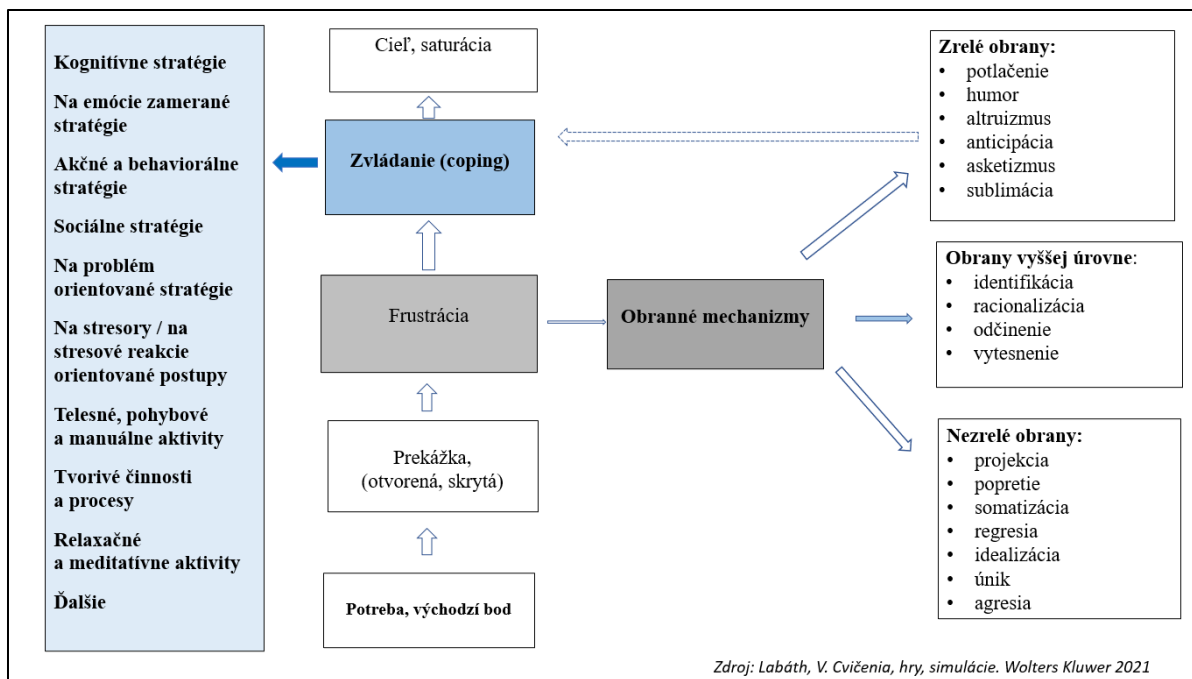 Kognitívne stratégie
Na emócie zamerané
stratégie
Akčné a behaviorálne
stratégie
Sociálne stratégie
Na problém
orientované stratégie
Na stresory / na
stresové reakcie
orientované postupy
Telesné, pohybové
a manuálne aktivity
Tvorivé činnosti
a procesy
Relaxačné
a meditatívne aktivity
Ďalšie
Cieľ, saturácia
Zvládanie (coping)
Frustrácia
Prekážka,
(otvorená, skrytá)
Potreba, východzí bod
Obranné mechanizmy
Zrelé obrany:
• potlačenie
• humor
• altruizmus
• anticipácia
• asketizmus
• sublimácia
Obrany vyššej úrovne:
• identifikácia
• racionalizácia
• odčinenie
• vytesnenie
Nezrelé obrany:
• projekcia
• popretie
• somatizácia
• regresia
• idealizácia
• únik
• agresia
Zdroj: Labáth, V. Cvičenia, hry, simulácie. Wolters Kluwer 2021